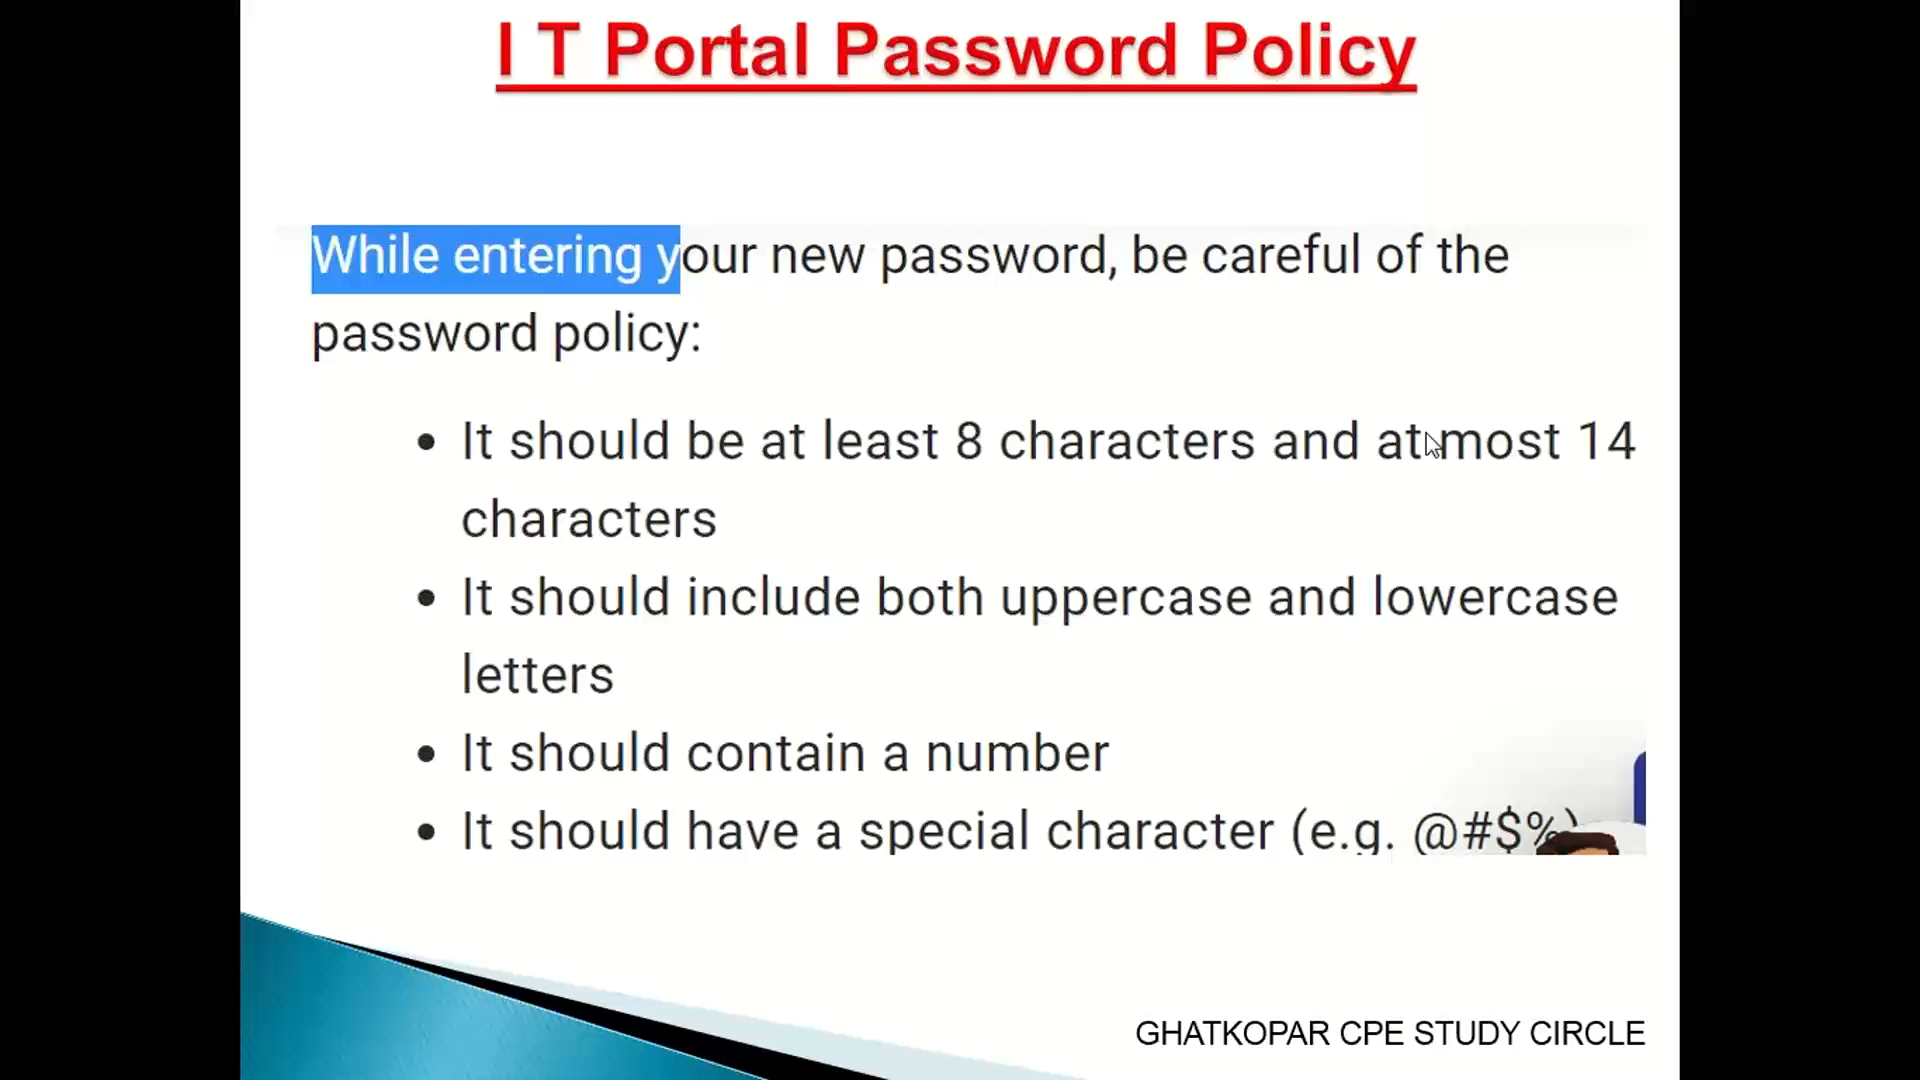 I T Portal Password Policy
While entering your new password, be careful of the
password policy:
• It should be at least 8 characters and at most 14
characters
• It should include both uppercase and lowercase
letters
• It should contain a number
• It should have a special character (e.g. @#$%)
GHATKOPAR CPE STUDY CIRCLE